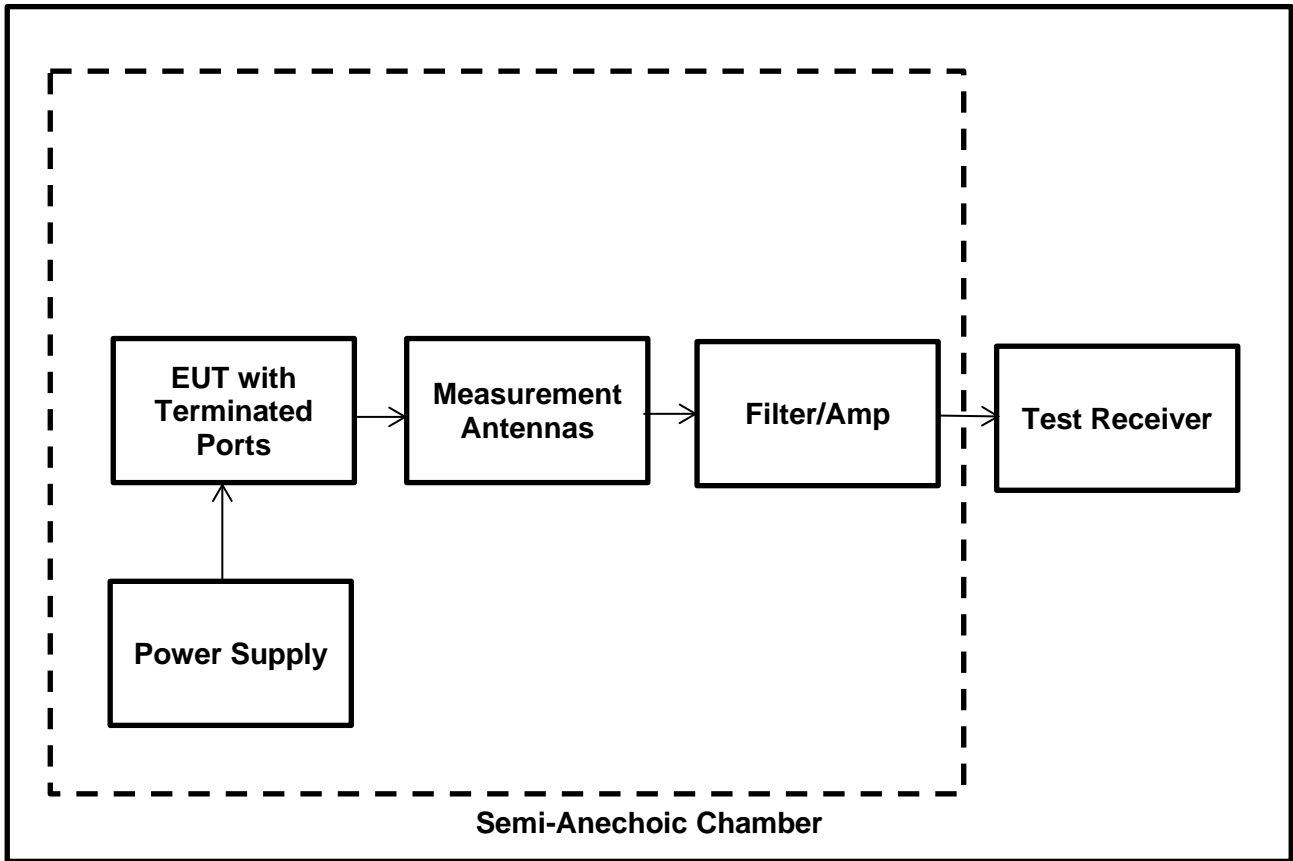 EUT with
Terminated
Ports
Measurement
Antennas
Filter/Amp
Test Receiver
Power Supply
Semi-Anechoic Chamber